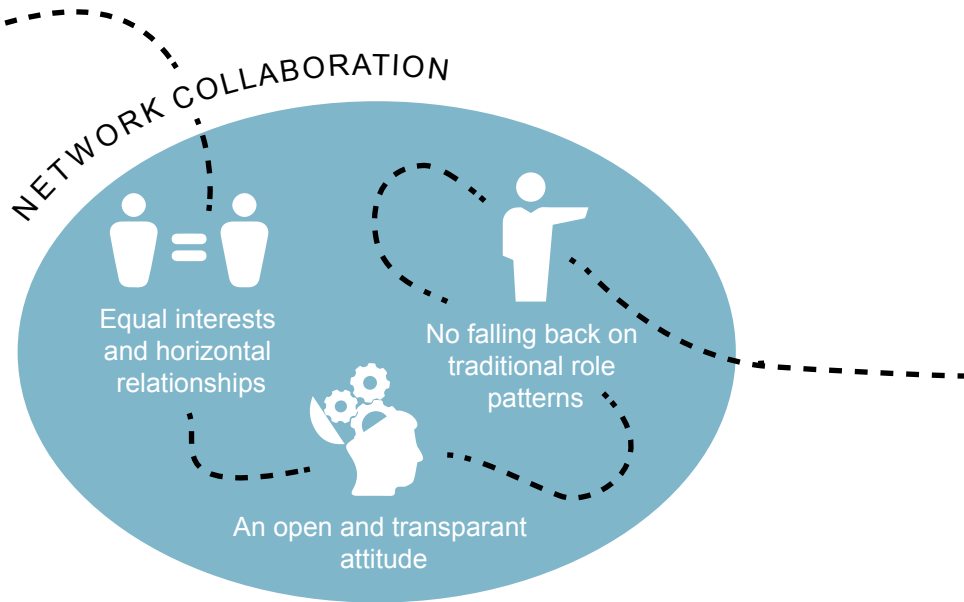 NETWORK COLLABORATION
Equal interests
and horizontal
relationships
No falling back on
traditional role
patterns
An open and transparant
attitude